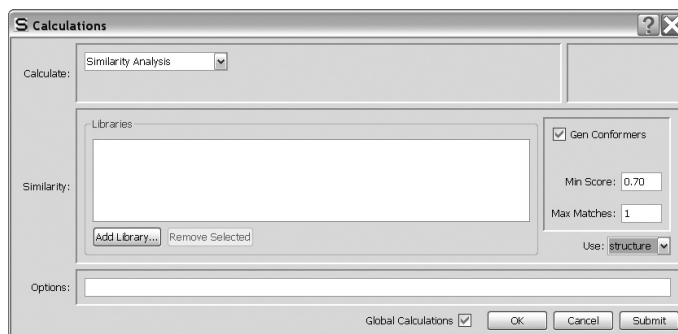 S Calculations
Calculate: Similarity Analysis
Libraries
Gen Conformers
Similarity:
Min Score: 0.70
Max Matches: 1
Add Library... Remove Selected
Use: structure
Options:
Global Calculations OK Cancel Submit